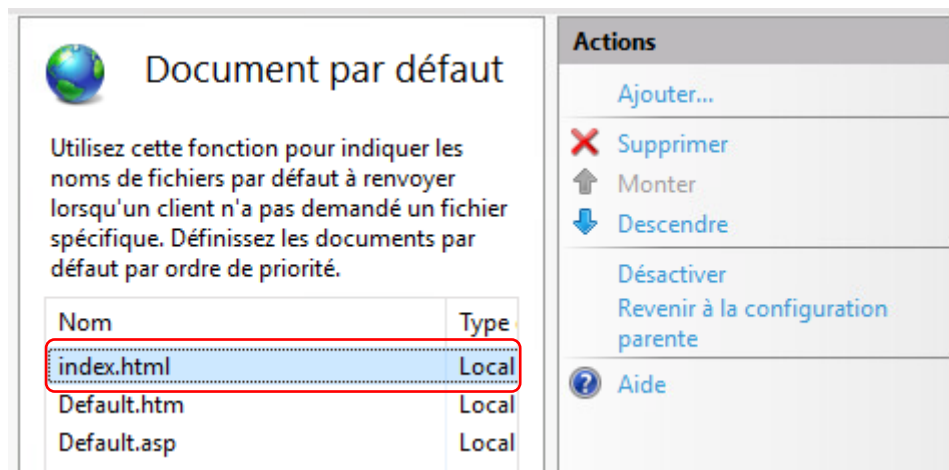 Document par défaut
Utilisez cette fonction pour indiquer les
noms de fichiers par défaut à renvoyer
lorsqu'un client n'a pas demandé un fichier
spécifique. Définissez les documents par
défaut par ordre de priorité.
Nom Type
index.html Local
Default.htm Local
Default.asp Local
Actions
Ajouter...
Supprimer
Monter
Descendre
Désactiver
Revenir à la configuration
parente
Aide